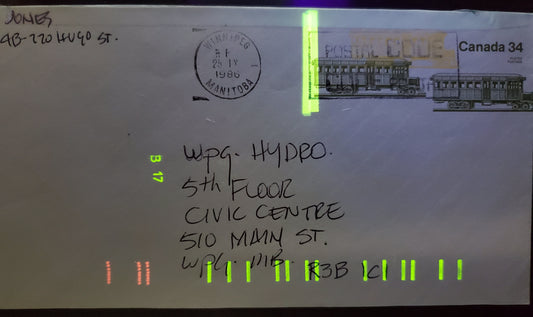 JONES
4B-220 HUGO ST.
WINNIPEG
25 IV
1986
MANITOBA
POSTAL CODE
Canada 34
B 17
Wpg. HYDRO.
5th FLOOR
CIVIC CENTRE
510 MAIN ST.
Wpg. MB. R3B 1C1